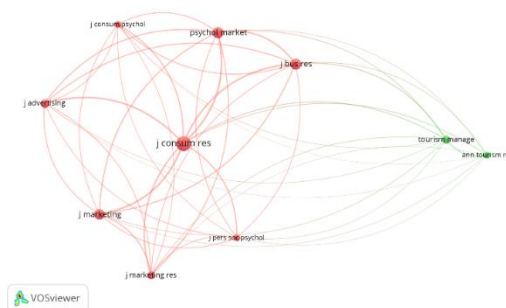 j consum psychol
psychol market
j bus res
j advertising
tourism manage
j consum res
ann tourism r
j marketing
j pers soc psychol
j marketing res
VOSviewer